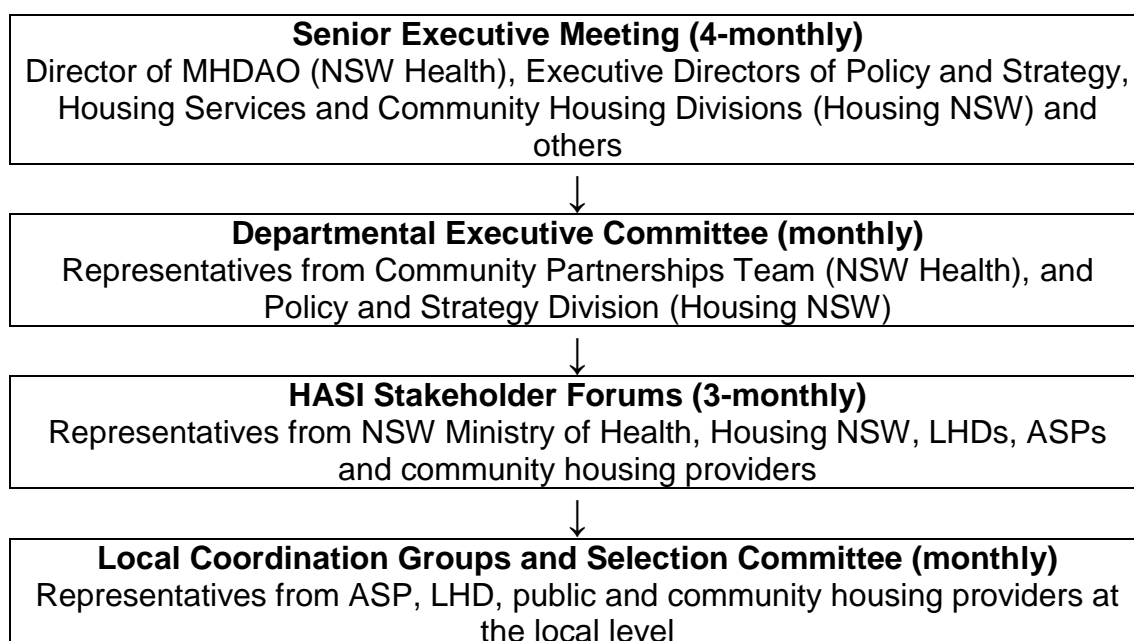 Senior Executive Meeting (4-monthly)
Director of MHDAO (NSW Health), Executive Directors of Policy and Strategy,
Housing Services and Community Housing Divisions (Housing NSW) and
others
↓
Departmental Executive Committee (monthly)
Representatives from Community Partnerships Team (NSW Health), and
Policy and Strategy Division (Housing NSW)
↓
HASI Stakeholder Forums (3-monthly)
Representatives from NSW Ministry of Health, Housing NSW, LHDs, ASPs
and community housing providers
↓
Local Coordination Groups and Selection Committee (monthly)
Representatives from ASP, LHD, public and community housing providers at
the local level